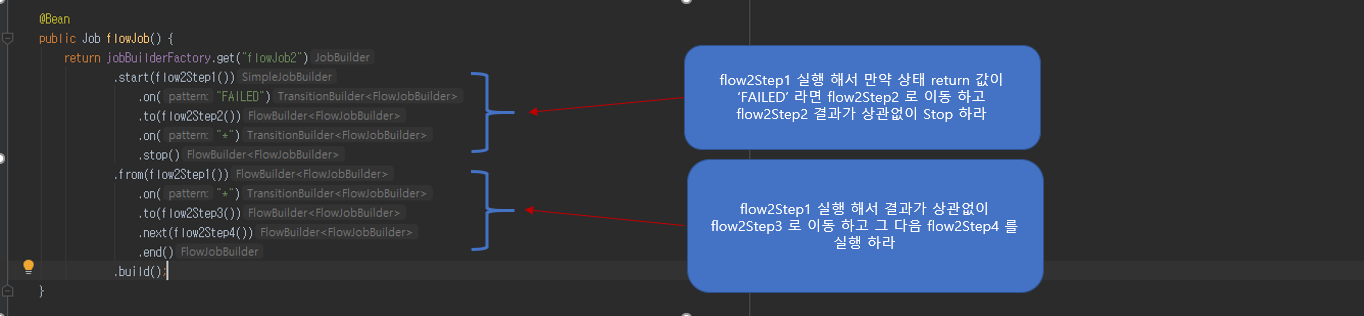 @Bean
public Job flowJob() {
return jobBuilderFactory.get("flowJob2") JobBuilder
.start(flow2Step1()) SimpleJobBuilder
.on( pattern: "FAILED") TransitionBuilder<FlowJobBuilder>
.to(flow2Step2()) FlowBuilder<FlowJobBuilder>
.on( pattern: "*") TransitionBuilder<FlowJobBuilder>
.stop() FlowBuilder<FlowJobBuilder>
.from(flow2Step1()) FlowBuilder<FlowJobBuilder>
.on( pattern: "*") TransitionBuilder<FlowJobBuilder>
.to(flow2Step3()) FlowBuilder<FlowJobBuilder>
.next(flow2Step4()) FlowBuilder<FlowJobBuilder>
.end() FlowJobBuilder
.build();
}
flow2Step1 실행 해서 만약 상태 return 값이
‘FAILED’ 라면 flow2Step2 로 이동 하고
flow2Step2 결과가 상관없이 Stop 하라
flow2Step1 실행 해서 결과가 상관없이
flow2Step3 로 이동 하고 그 다음 flow2Step4 를
실행 하라